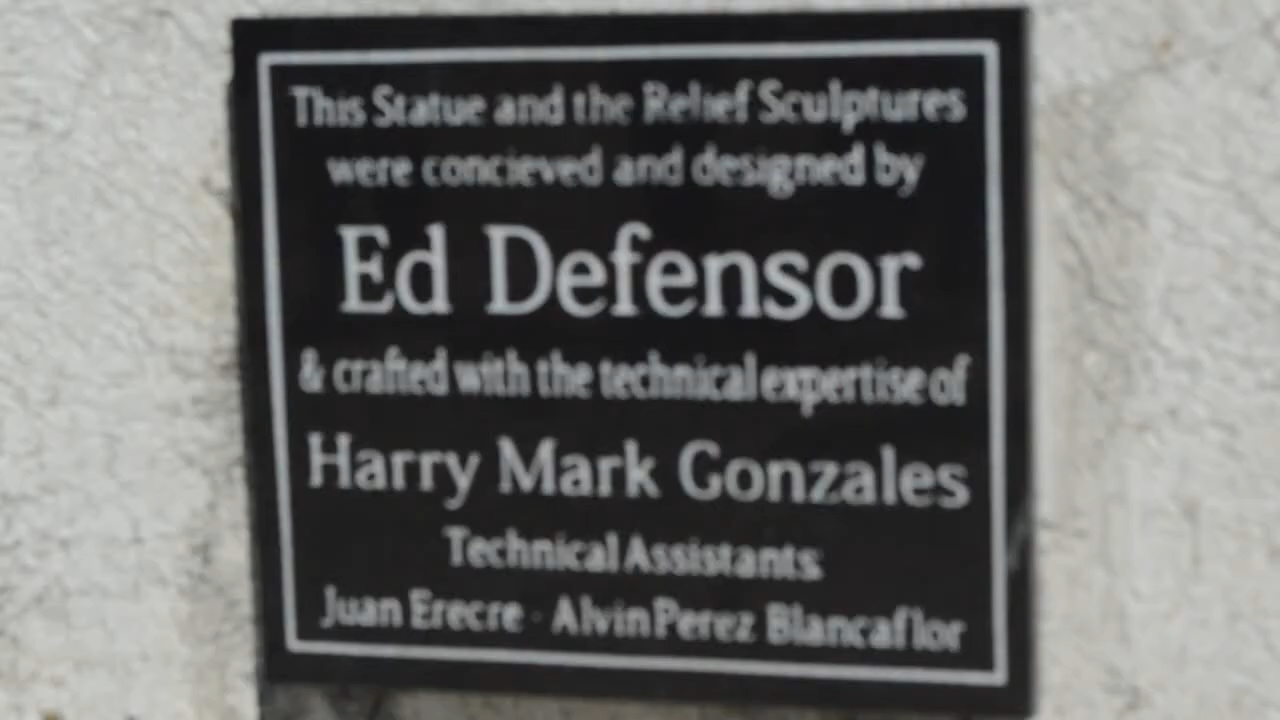 This Statue and the Relief Sculptures
were concieved and designed by
Ed Defensor
& crafted with the technical expertise of
Harry Mark Gonzales
Technical Assistants:
Juan Erecre - Alvin Perez Blancaflor